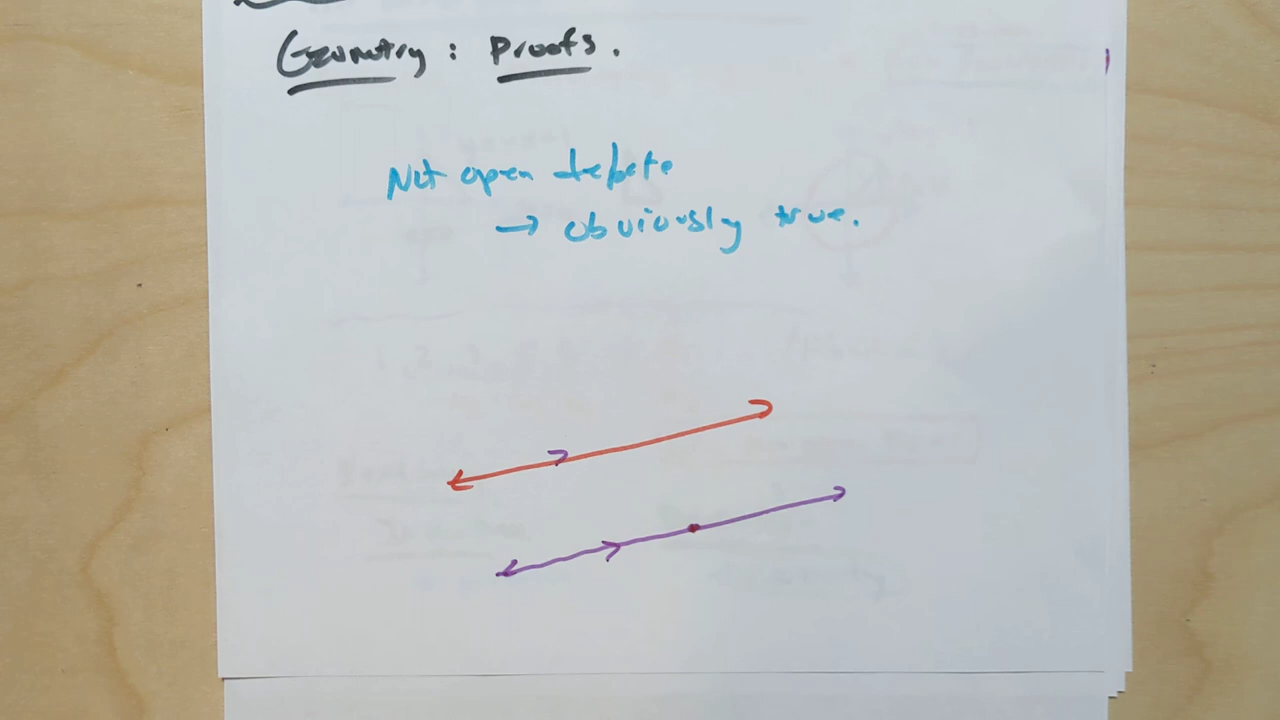 Geometry: Proofs.
Not open debate
→ obviously true.